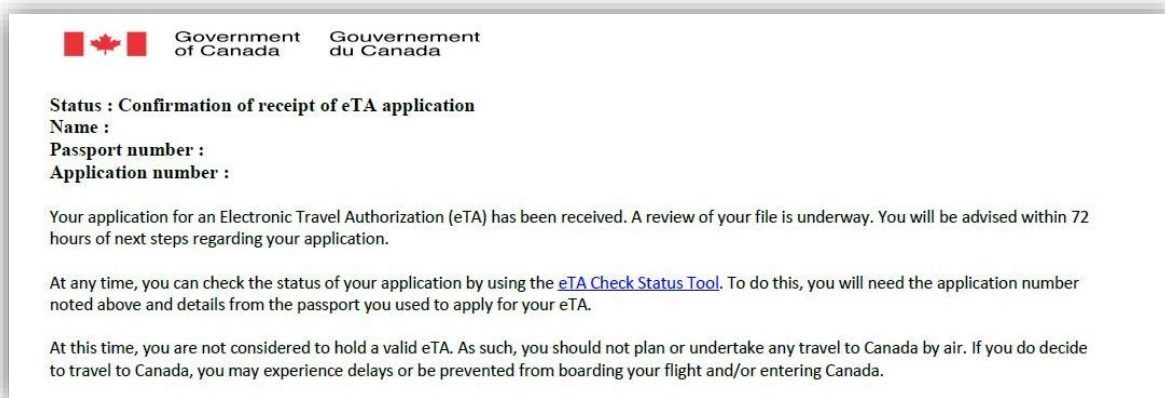 Government Gouvernement
of Canada du Canada
Status : Confirmation of receipt of eTA application
Name :
Passport number :
Application number :
Your application for an Electronic Travel Authorization (eTA) has been received. A review of your file is underway. You will be advised within 72
hours of next steps regarding your application.
At any time, you can check the status of your application by using the eTA Check Status Tool. To do this, you will need the application number
noted above and details from the passport you used to apply for your eTA.
At this time, you are not considered to hold a valid eTA. As such, you should not plan or undertake any travel to Canada by air. If you do decide
to travel to Canada, you may experience delays or be prevented from boarding your flight and/or entering Canada.